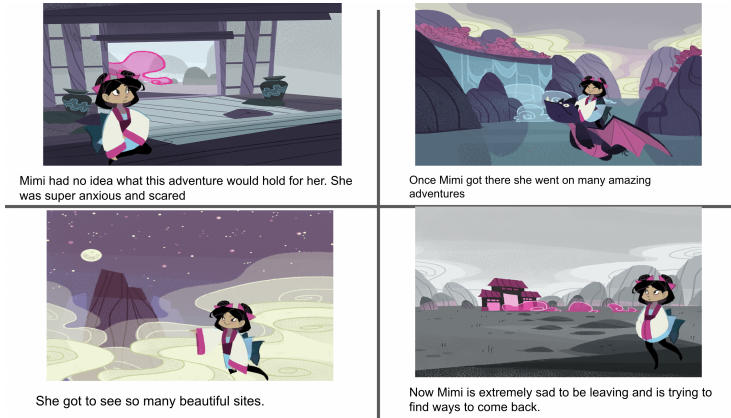 Mimi had no idea what this adventure would hold for her. She
was super anxious and scared
Once Mimi got there she went on many amazing
adventures
She got to see so many beautiful sites.
Now Mimi is extremely sad to be leaving and is trying to
find ways to come back.